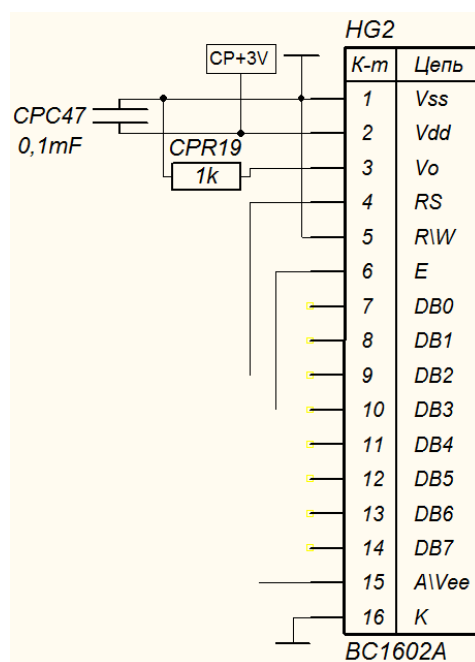 HG2
CP+3V
К-т Цепь
1 Vss
CPC47
0,1mF
2 Vdd
CPR19
1k
3 Vo
4 RS
5 R\W
6 E
7 DB0
8 DB1
9 DB2
10 DB3
11 DB4
12 DB5
13 DB6
14 DB7
15 A\Vee
16 K
BC1602A